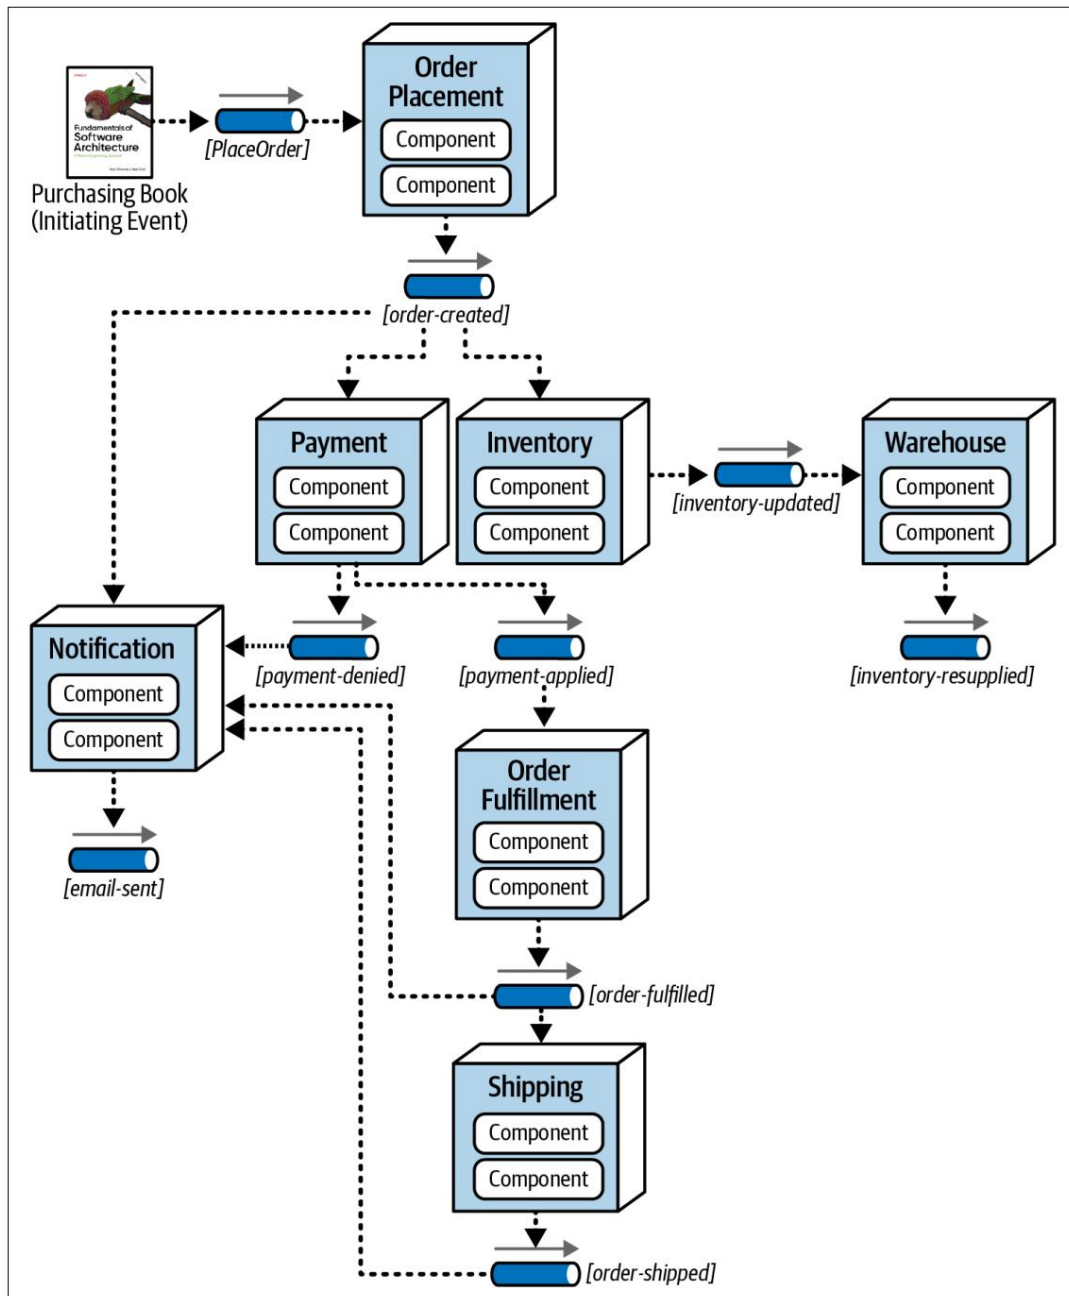 Order
Placement
Component
Component
[PlaceOrder]
Fundamentals of
Software
Architecture
Purchasing Book
(Initiating Event)
[order-created]
Payment
Component
Component
Inventory
Component
Component
[inventory-updated]
Warehouse
Component
Component
Notification
Component
Component
[payment-denied]
[payment-applied]
[inventory-resupplied]
[email-sent]
Order
Fulfillment
Component
Component
[order-fulfilled]
Shipping
Component
Component
[order-shipped]